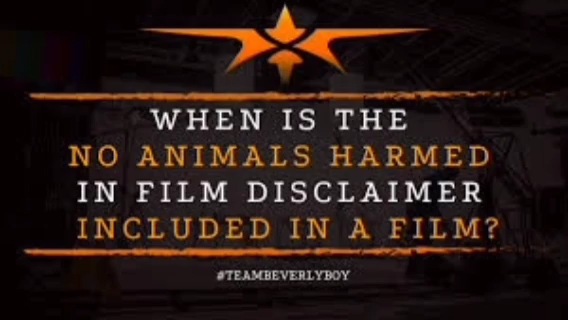 WHEN IS THE
NO ANIMALS HARMED
IN FILM DISCLAIMER
INCLUDED IN A FILM?
#TEAMBEVERLYBOY